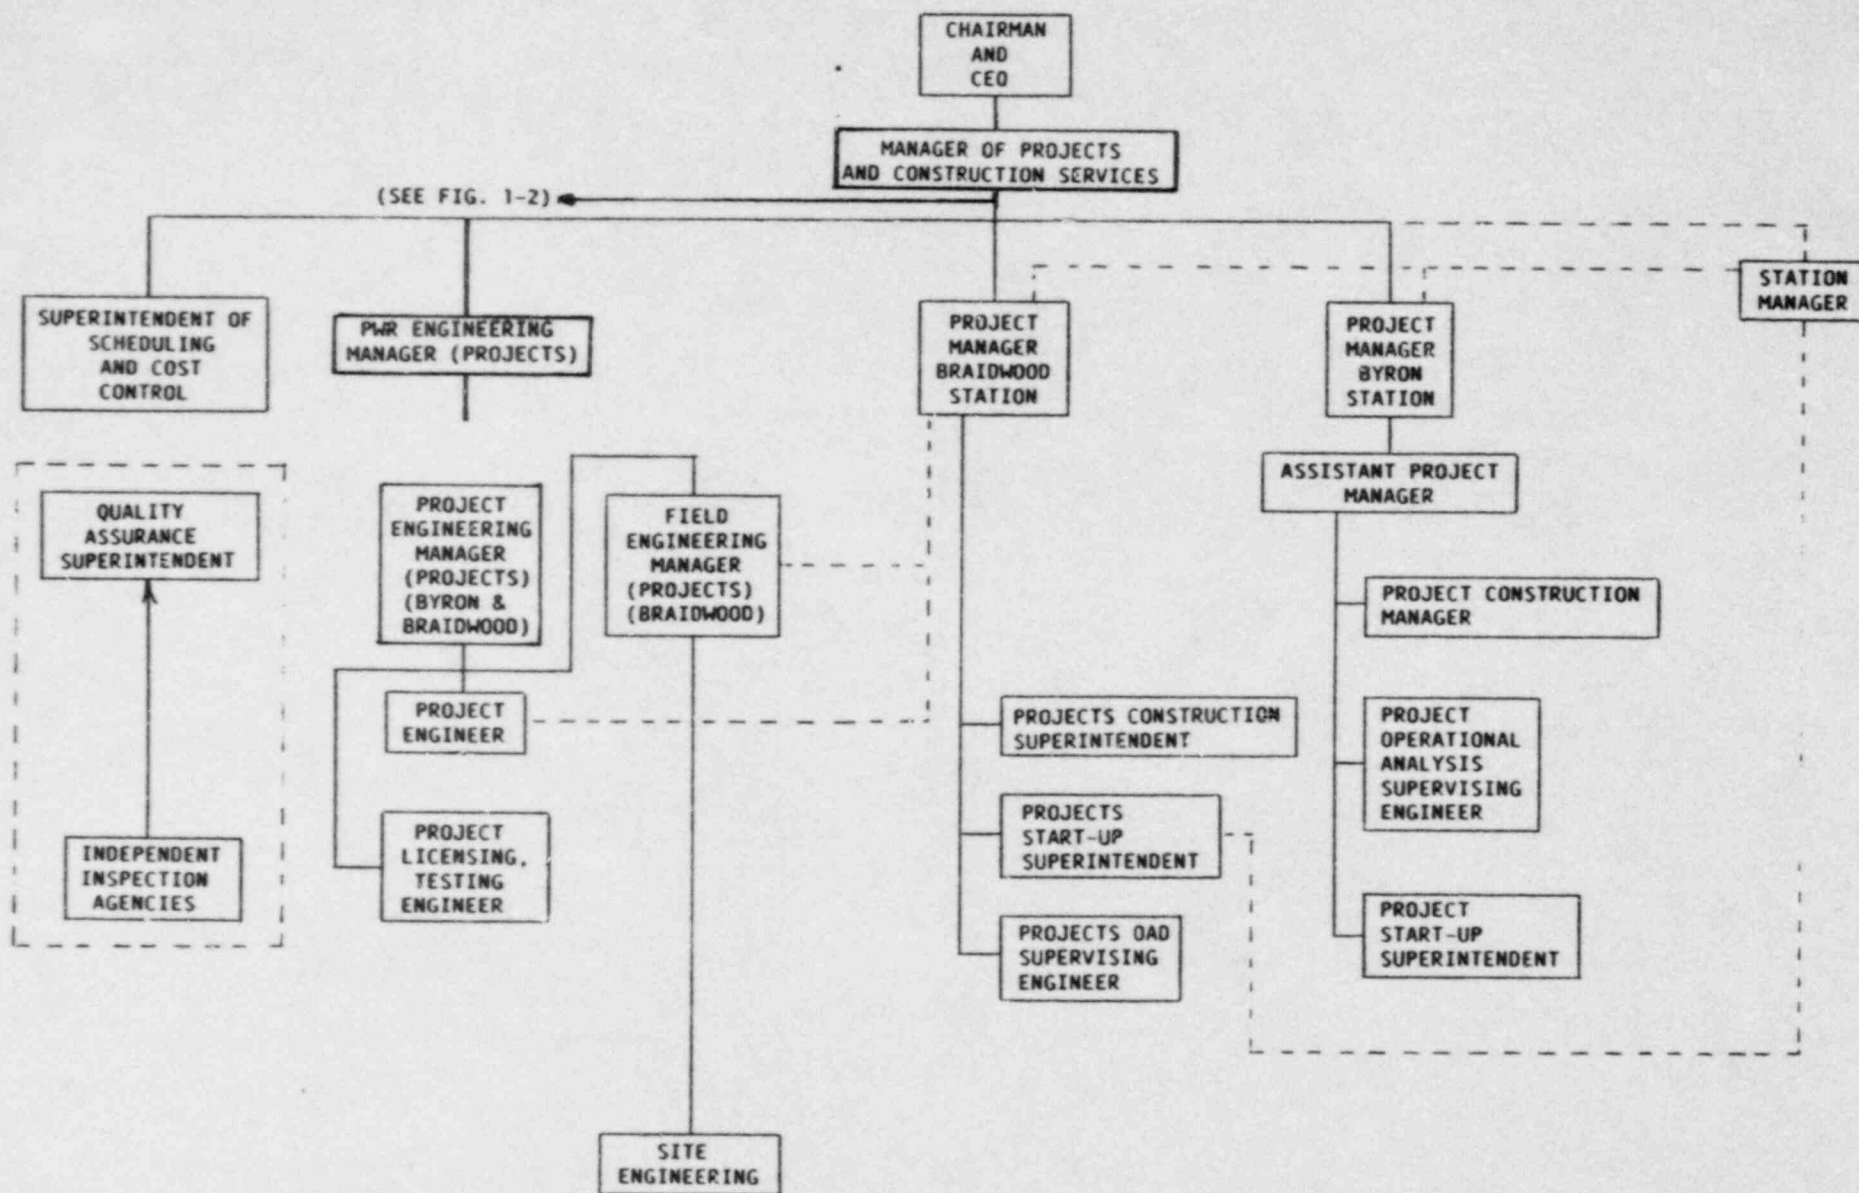 CHAIRMAN
AND
CEO
MANAGER OF PROJECTS
AND CONSTRUCTION SERVICES
(SEE FIG. 1-2)
SUPERINTENDENT OF
SCHEDULING
AND COST
CONTROL
PWR ENGINEERING
MANAGER (PROJECTS)
PROJECT
MANAGER
BRAIDWOOD
STATION
PROJECT
MANAGER
BYRON
STATION
STATION
MANAGER
ASSISTANT PROJECT
MANAGER
QUALITY
ASSURANCE
SUPERINTENDENT
PROJECT
ENGINEERING
MANAGER
(PROJECTS)
(BYRON &
BRAIDWOOD)
FIELD
ENGINEERING
MANAGER
(PROJECTS)
(BRAIDWOOD)
PROJECT CONSTRUCTION
MANAGER
PROJECT
ENGINEER
PROJECTS CONSTRUCTION
SUPERINTENDENT
PROJECT
OPERATIONAL
ANALYSIS
SUPERVISING
ENGINEER
INDEPENDENT
INSPECTION
AGENCIES
PROJECT
LICENSING,
TESTING
ENGINEER
PROJECTS
START-UP
SUPERINTENDENT
PROJECTS OAD
SUPERVISING
ENGINEER
PROJECT
START-UP
SUPERINTENDENT
SITE
ENGINEERING